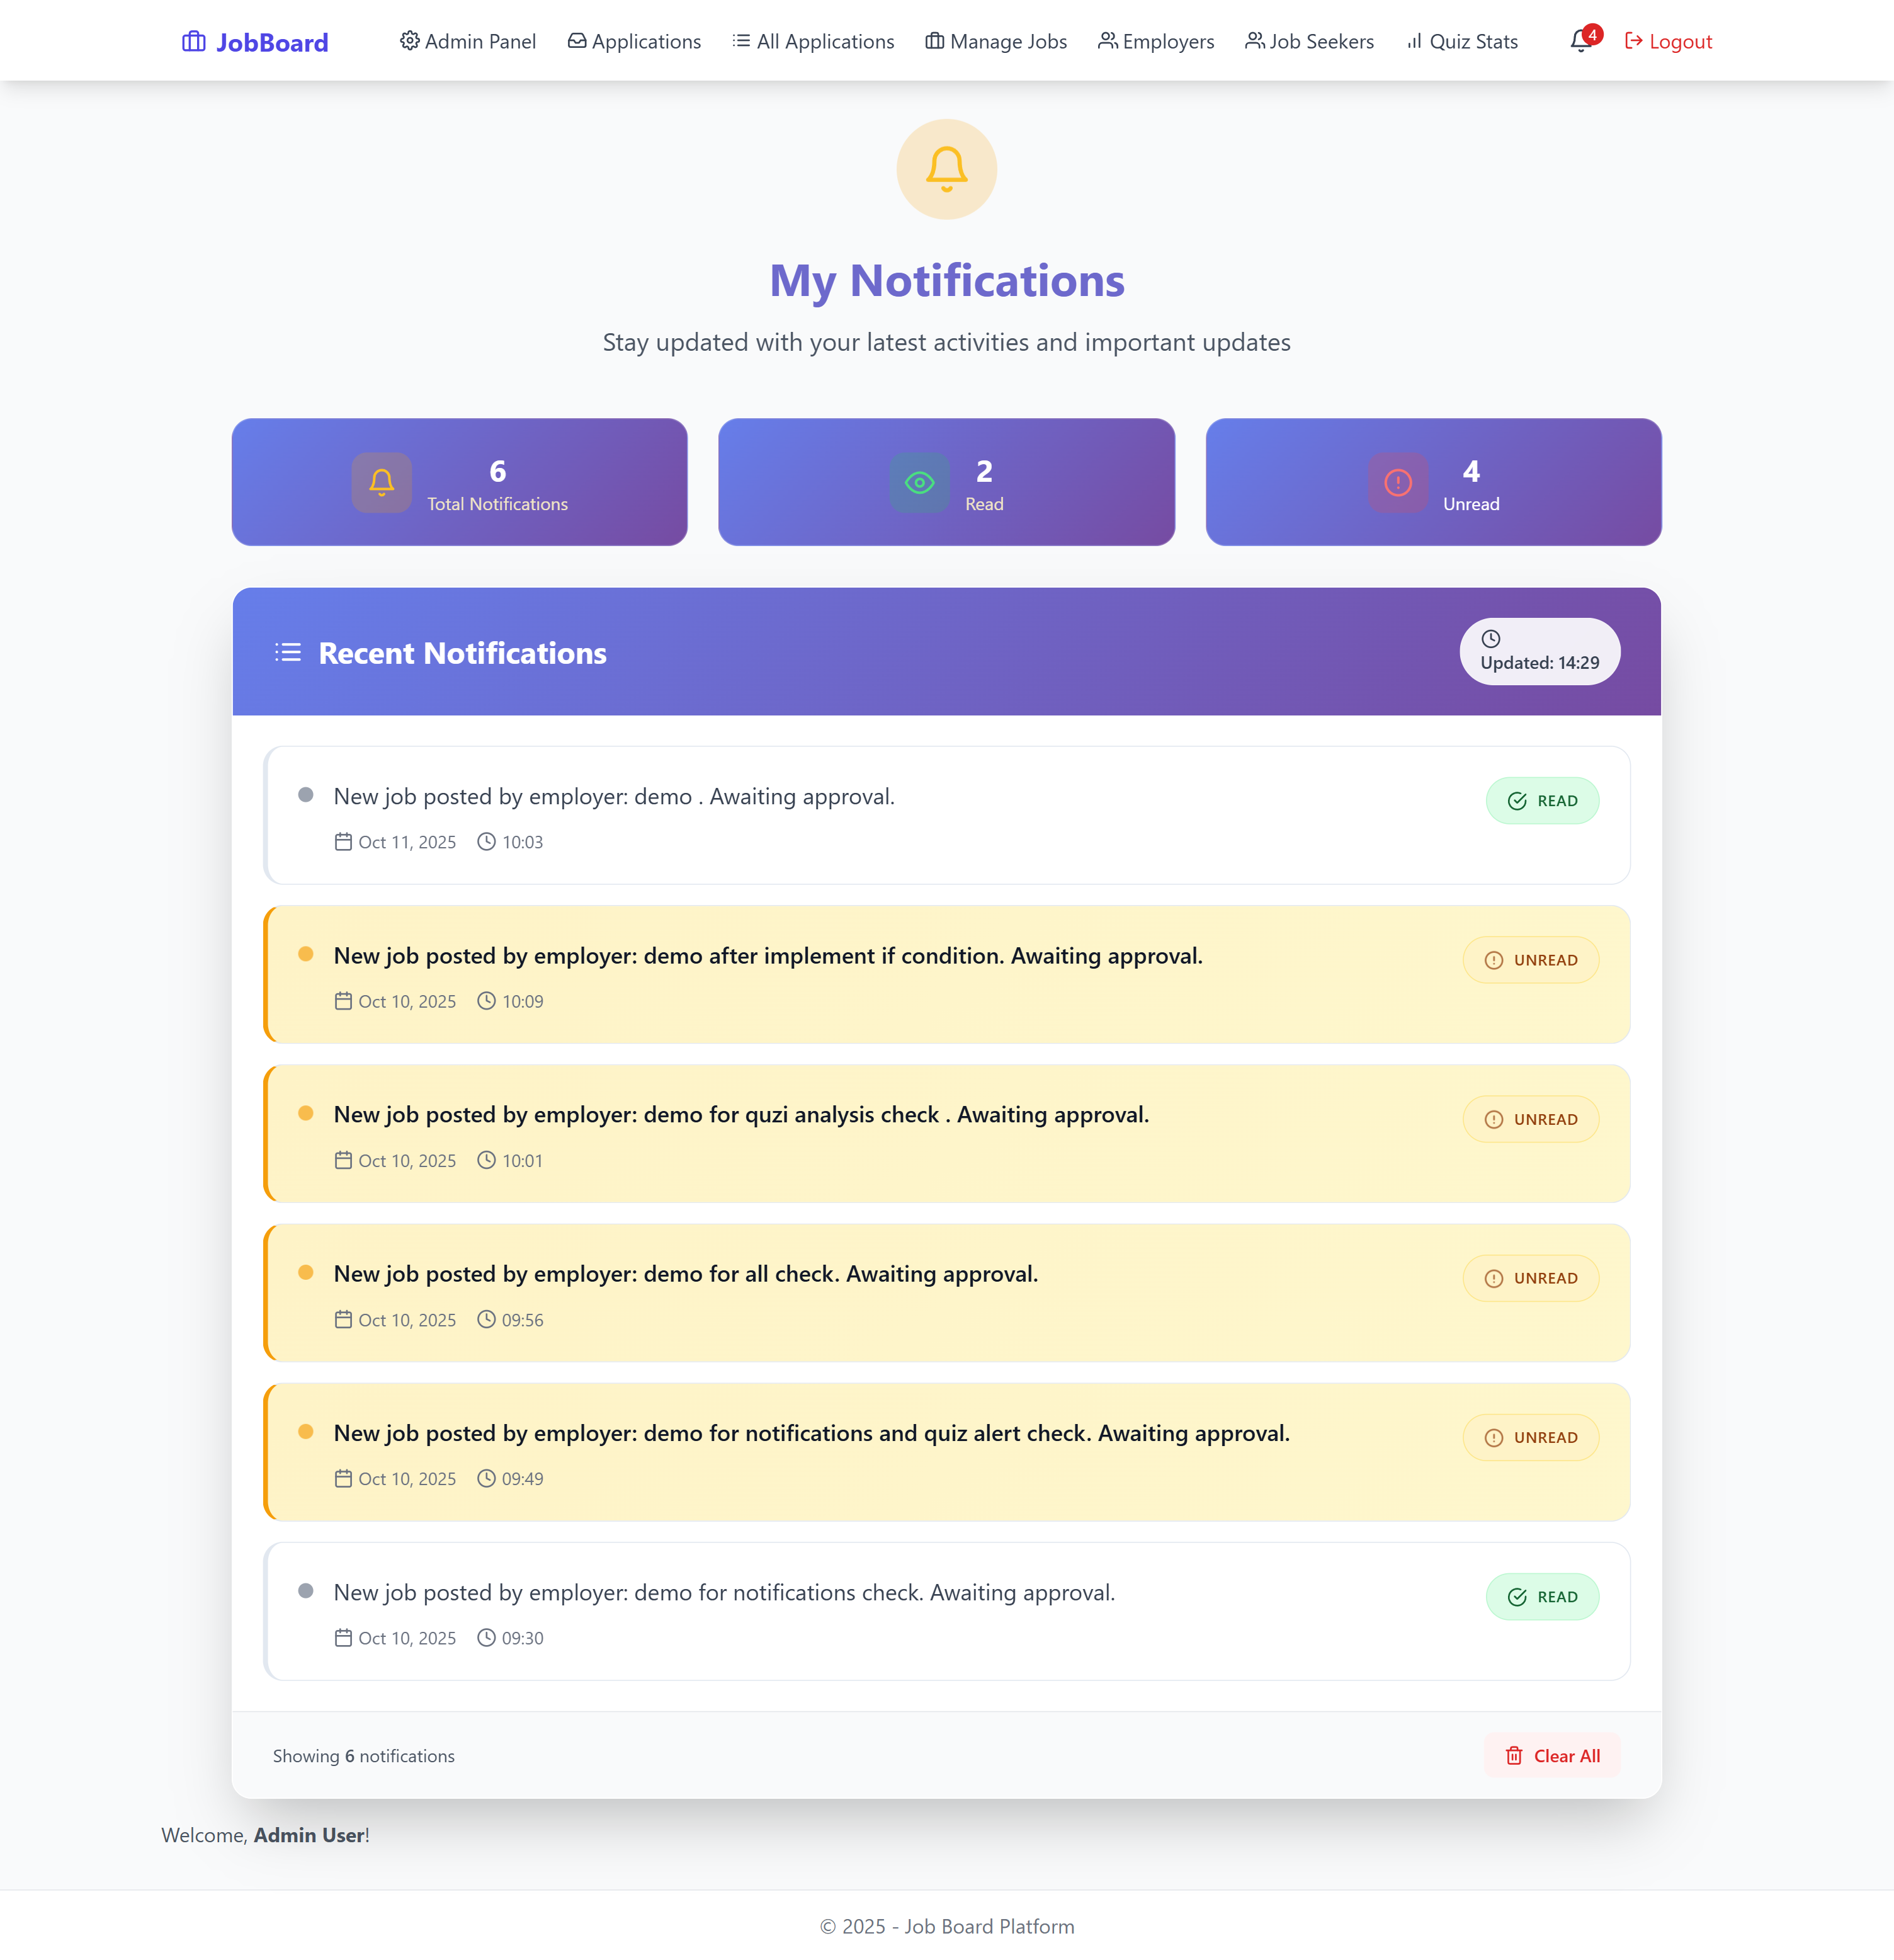 JobBoard Admin Panel Applications All Applications Manage Jobs Employers Job Seekers Quiz Stats 4 Logout
My Notifications
Stay updated with your latest activities and important updates
6
Total Notifications
2
Read
4
Unread
Recent Notifications
Updated: 14:29
New job posted by employer: demo . Awaiting approval.
READ
Oct 11, 2025 10:03
New job posted by employer: demo after implement if condition. Awaiting approval.
UNREAD
Oct 10, 2025 10:09
New job posted by employer: demo for quzi analysis check . Awaiting approval.
UNREAD
Oct 10, 2025 10:01
New job posted by employer: demo for all check. Awaiting approval.
UNREAD
Oct 10, 2025 09:56
New job posted by employer: demo for notifications and quiz alert check. Awaiting approval.
UNREAD
Oct 10, 2025 09:49
New job posted by employer: demo for notifications check. Awaiting approval.
READ
Oct 10, 2025 09:30
Showing 6 notifications
Clear All
Welcome, Admin User!
© 2025 - Job Board Platform